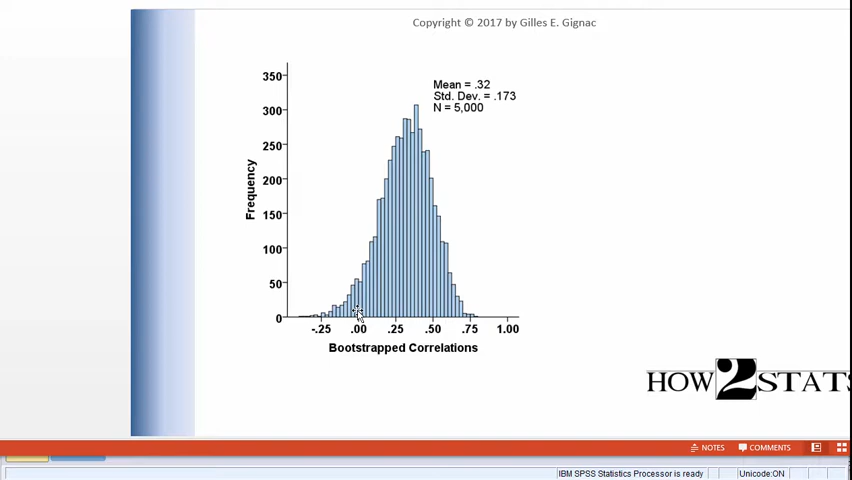 Copyright © 2017 by Gilles E. Gignac
Mean = .32
Std. Dev. = .173
N = 5,000
350
300
250
200
150
100
50
0
Frequency
-.25 .00 .25 .50 .75 1.00
Bootstrapped Correlations
HOW2STATS
NOTES COMMENTS
IBM SPSS Statistics Processor is ready Unicode:ON